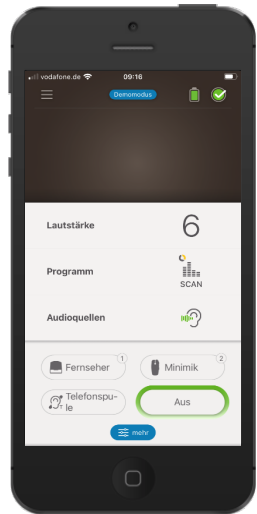 vodafone.de 09:16
Demomodus
Lautstärke 6
Programm
SCAN
Audioquellen
Fernseher 1
Minimik 2
Telefonspu-
le
T
Aus
mehr